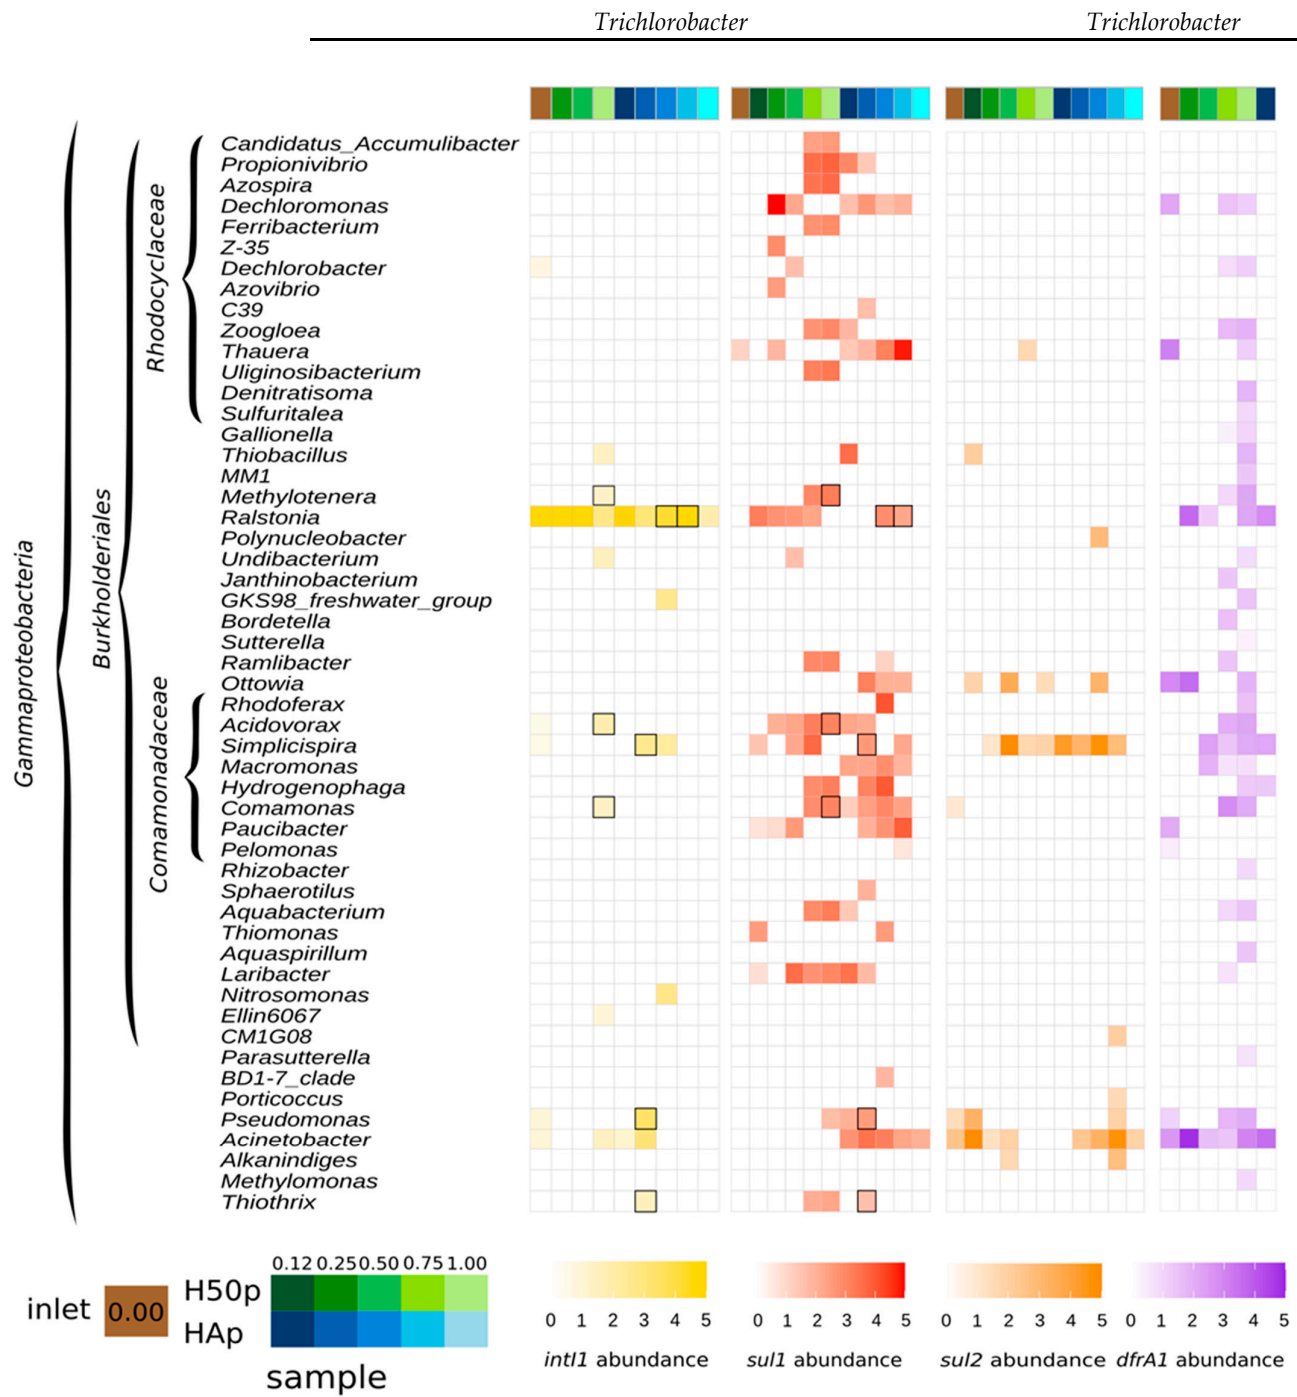 Trichlorobacter Trichlorobacter
Candidatus_Accumulibacter
Propionivibrio
Azospira
Dechloromonas
Ferribacterium
Z-35
Dechlorobacter
Azovibrio
C39
Zoogloea
Thauera
Uliginosibacterium
Denitratisoma
Sulfuritalea
Gallionella
Thiobacillus
MM1
Methylotenera
Ralstonia
Polynucleobacter
Undibacterium
Janthinobacterium
GKS98_freshwater_group
Bordetella
Sutterella
Ramlibacter
Ottowia
Rhodoferax
Acidovorax
Simplicispira
Macromonas
Hydrogenophaga
Comamonas
Paucibacter
Pelomonas
Rhizobacter
Sphaerotilus
Aquabacterium
Thiomonas
Aquaspirillum
Laribacter
Nitrosomonas
Ellin6067
CM1G08
Parasutterella
BD1-7_clade
Porticoccus
Pseudomonas
Acinetobacter
Alkanindiges
Methylomonas
Thiothrix
Gammaproteobacteria
Burkholderiales
Rhodocyclaceae
Comamonadaceae
inlet 0.00
0.12 0.25 0.50 0.75 1.00
H50p
HAp
sample
0 1 2 3 4 5
intI1 abundance
0 1 2 3 4 5
sul1 abundance
0 1 2 3 4 5
sul2 abundance
0 1 2 3 4 5
dfrA1 abundance